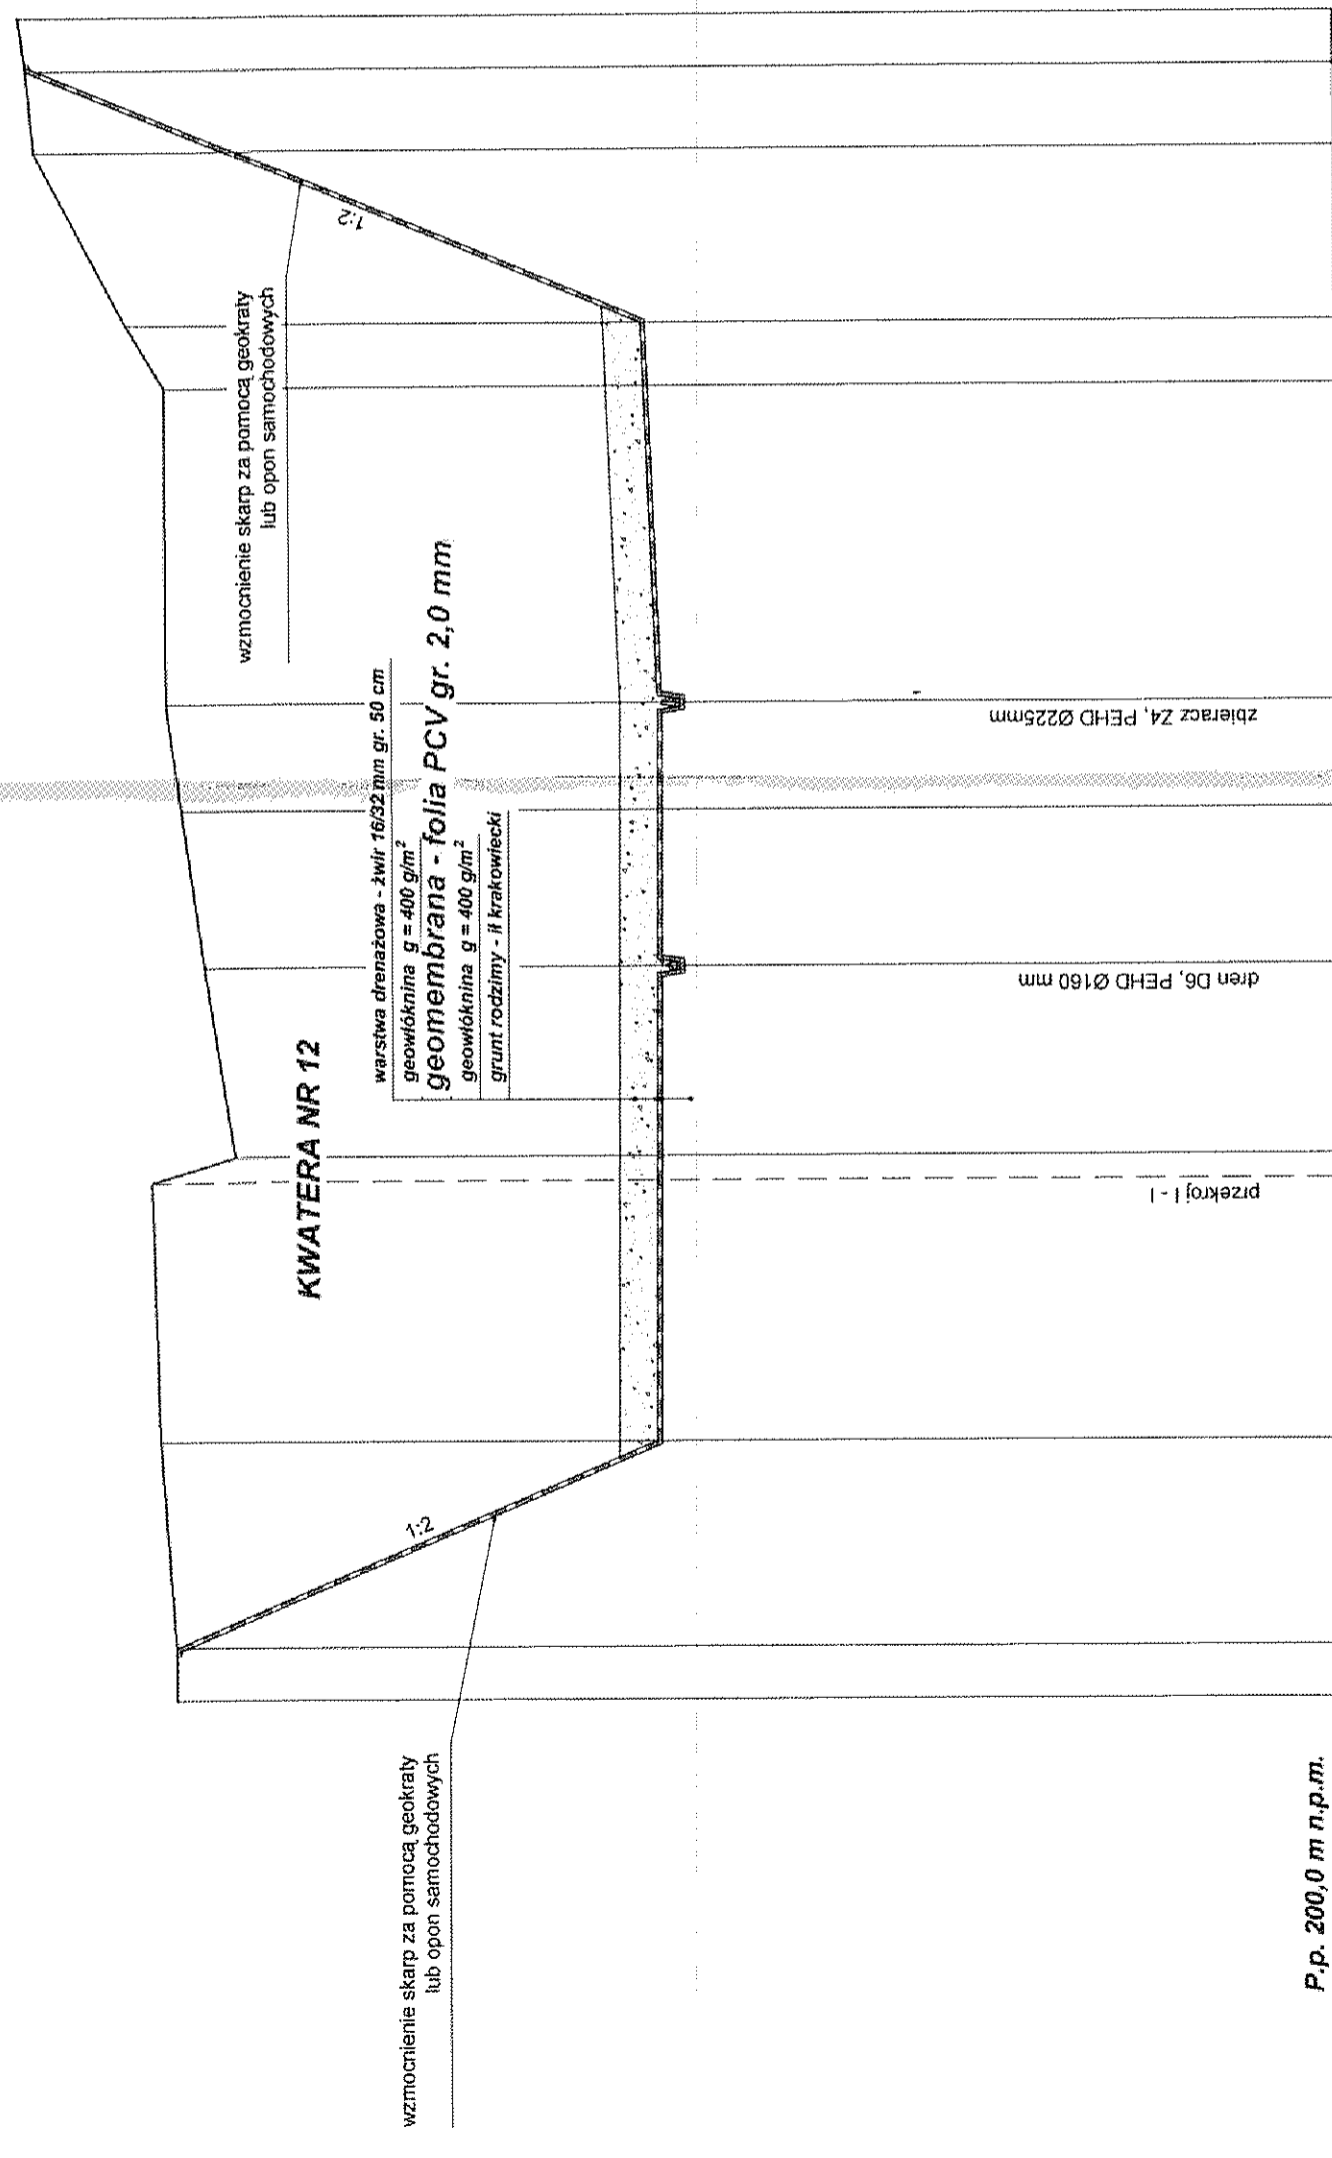 wzmocnienie skarp za pomocą geokraty
lub opon samochodowych
1:2
KWATERA NR 12
warstwa drenażowa - żwir 16/32 mm gr. 50 cm
geowłóknina g = 400 g/m²
geomembrana - folia PCV gr. 2,0 mm
geowłóknina g = 400 g/m²
grunt rodzimy - ił krakowiecki
wzmocnienie skarp za pomocą geokraty
lub opon samochodowych
1:2
przekrój I - I
dren D6, PEHD Ø160 mm
zbieracz Z4, PEHD Ø225mm
P.p. 200,0 m n.p.m.